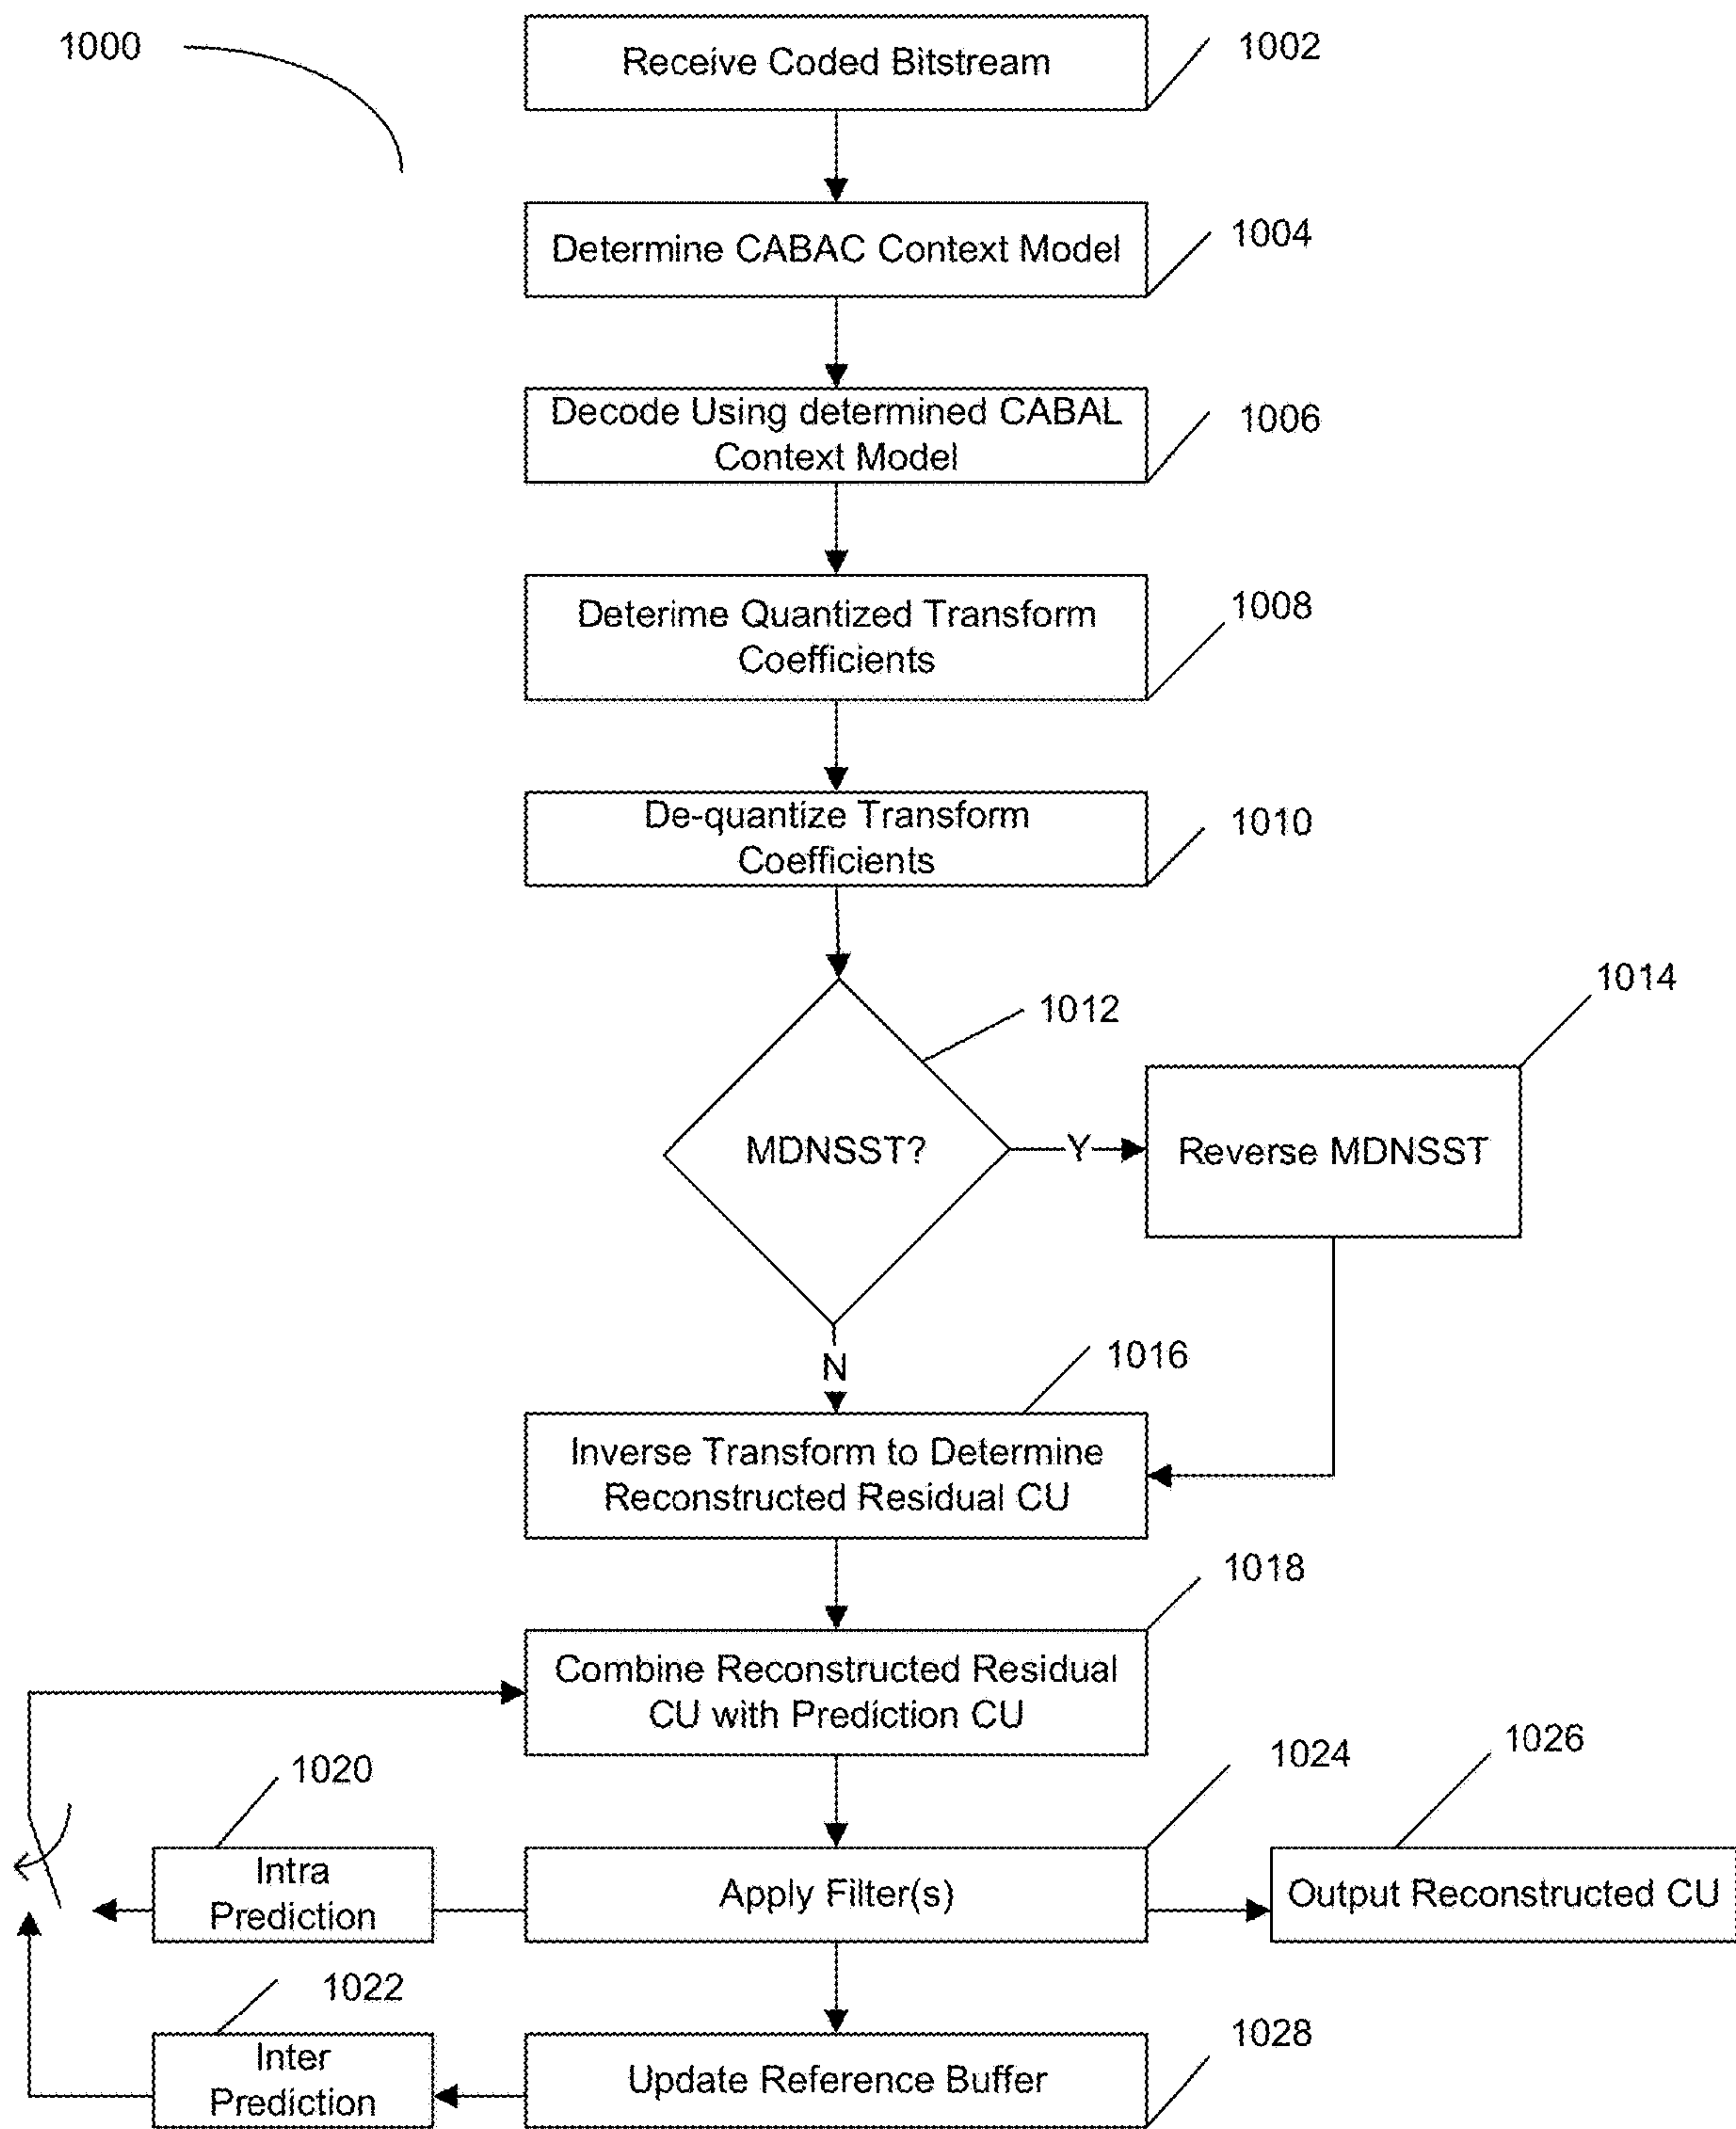 1000
Receive Coded Bitstream
1002
Determine CABAC Context Model
1004
Decode Using determined CABAL
Context Model
1006
Deterime Quantized Transform
Coefficients
1008
De-quantize Transform
Coefficients
1010
1012
1014
MDNSST?
Y
Reverse MDNSST
N
1016
Inverse Transform to Determine
Reconstructed Residual CU
1018
Combine Reconstructed Residual
CU with Prediction CU
1020
1024
1026
Intra
Prediction
Apply Filter(s)
Output Reconstructed CU
1022
Inter
Prediction
Update Reference Buffer
1028